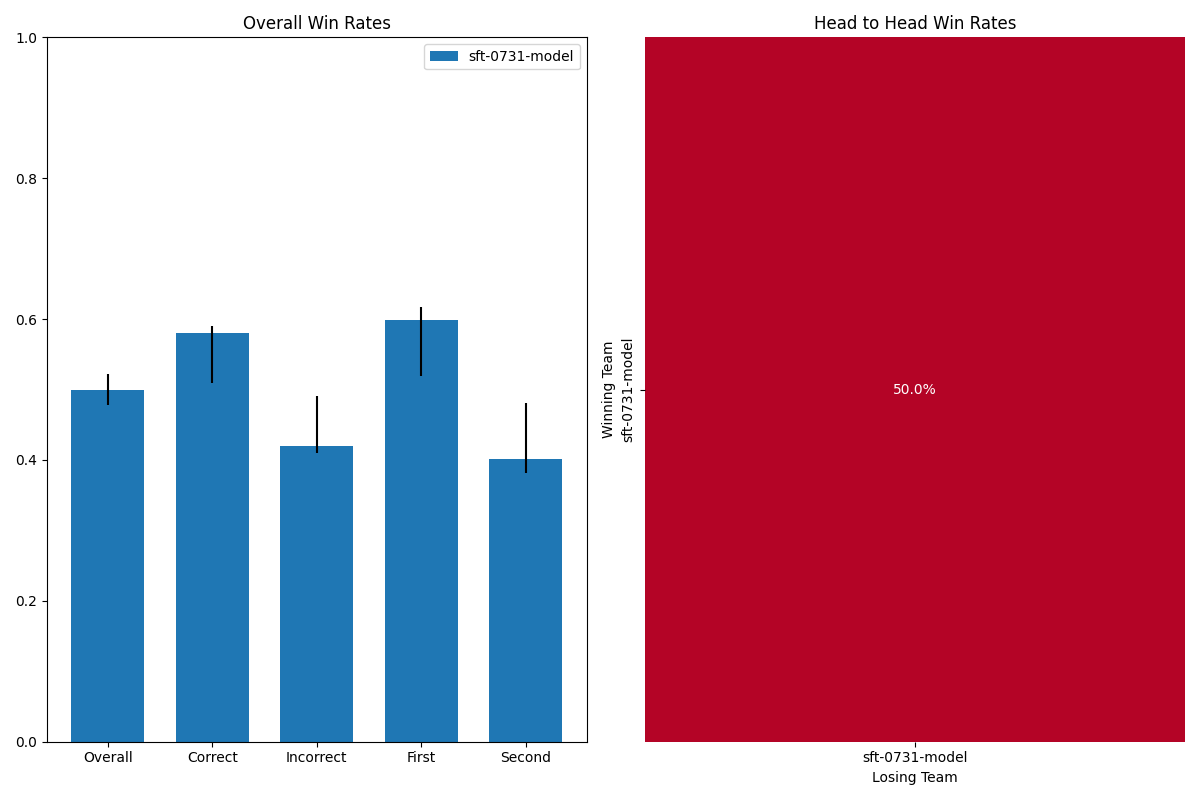 Overall Win Rates
sft-0731-model
1.0
0.8
0.6
0.4
0.2
0.0
Overall
Correct
Incorrect
First
Second
Head to Head Win Rates
Winning Team
sft-0731-model
50.0%
sft-0731-model
Losing Team